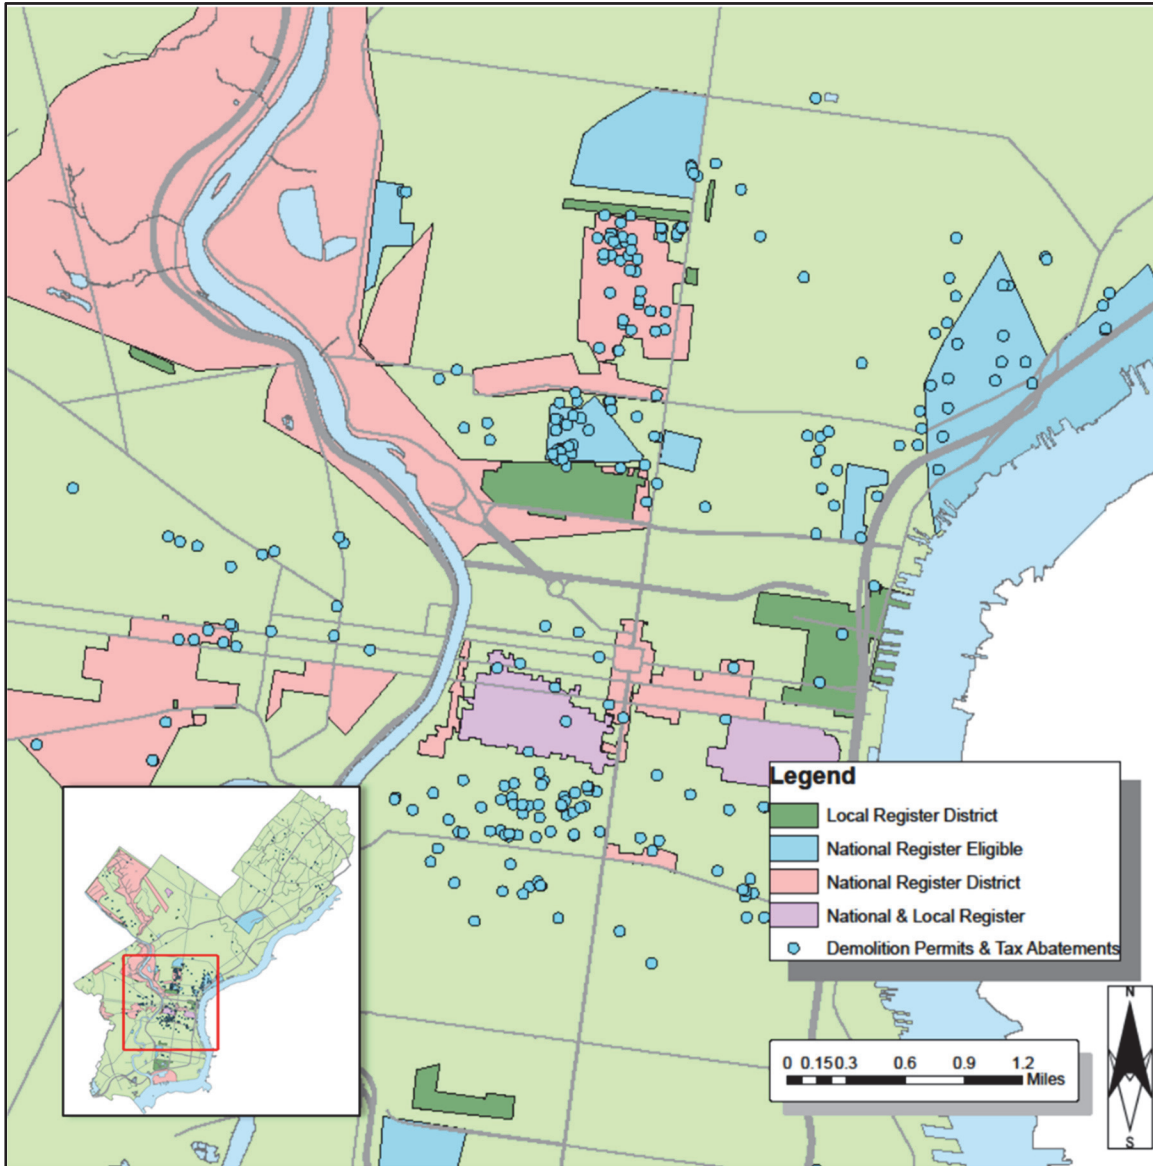 Legend
Local Register District
National Register Eligible
National Register District
National & Local Register
Demolition Permits & Tax Abatements
N
0 0.15 0.3 0.6 0.9 1.2
Miles
S